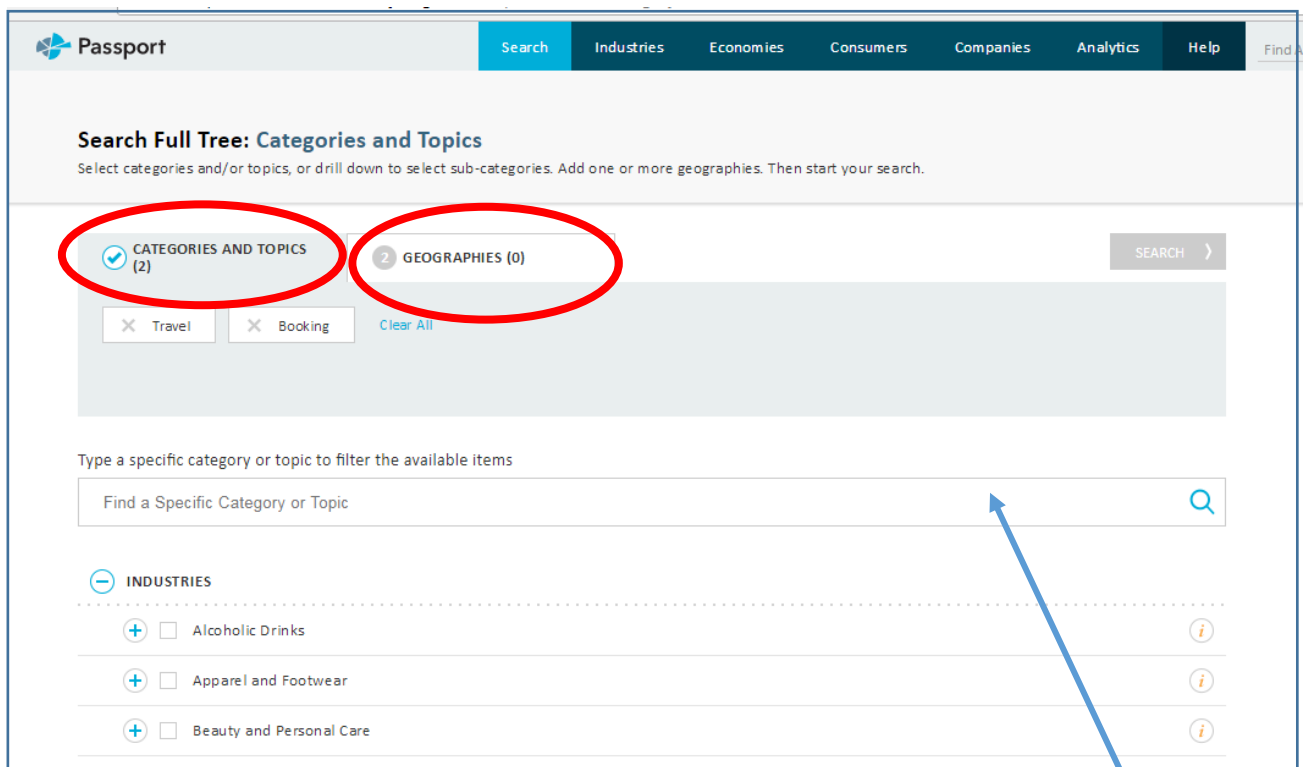 Passport
Search Industries Economies Consumers Companies Analytics Help Find A
Search Full Tree: Categories and Topics
Select categories and/or topics, or drill down to select sub-categories. Add one or more geographies. Then start your search.
CATEGORIES AND TOPICS
(2)
2 GEOGRAPHIES (0)
SEARCH
Travel Booking Clear All
Type a specific category or topic to filter the available items
Find a Specific Category or Topic
INDUSTRIES
Alcoholic Drinks
Apparel and Footwear
Beauty and Personal Care